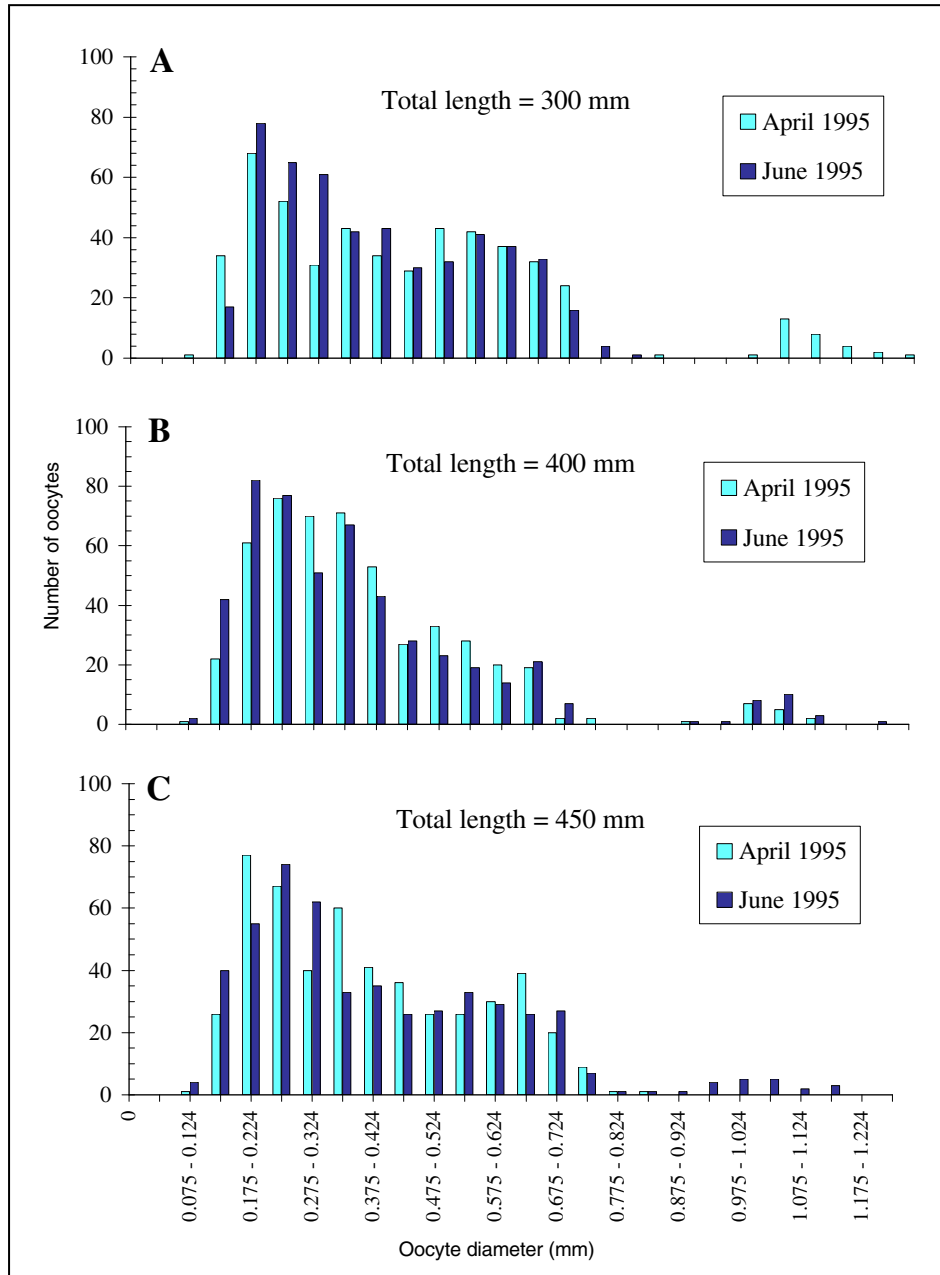 A
Total length = 300 mm
April 1995
June 1995
100
80
60
40
20
0
B
Total length = 400 mm
April 1995
June 1995
100
80
60
40
20
0
Number of oocytes
C
Total length = 450 mm
April 1995
June 1995
100
80
60
40
20
0
0
0.075 - 0.124
0.175 - 0.224
0.275 - 0.324
0.375 - 0.424
0.475 - 0.524
0.575 - 0.624
0.675 - 0.724
0.775 - 0.824
0.875 - 0.924
0.975 - 1.024
1.075 - 1.124
1.175 - 1.224
Oocyte diameter (mm)